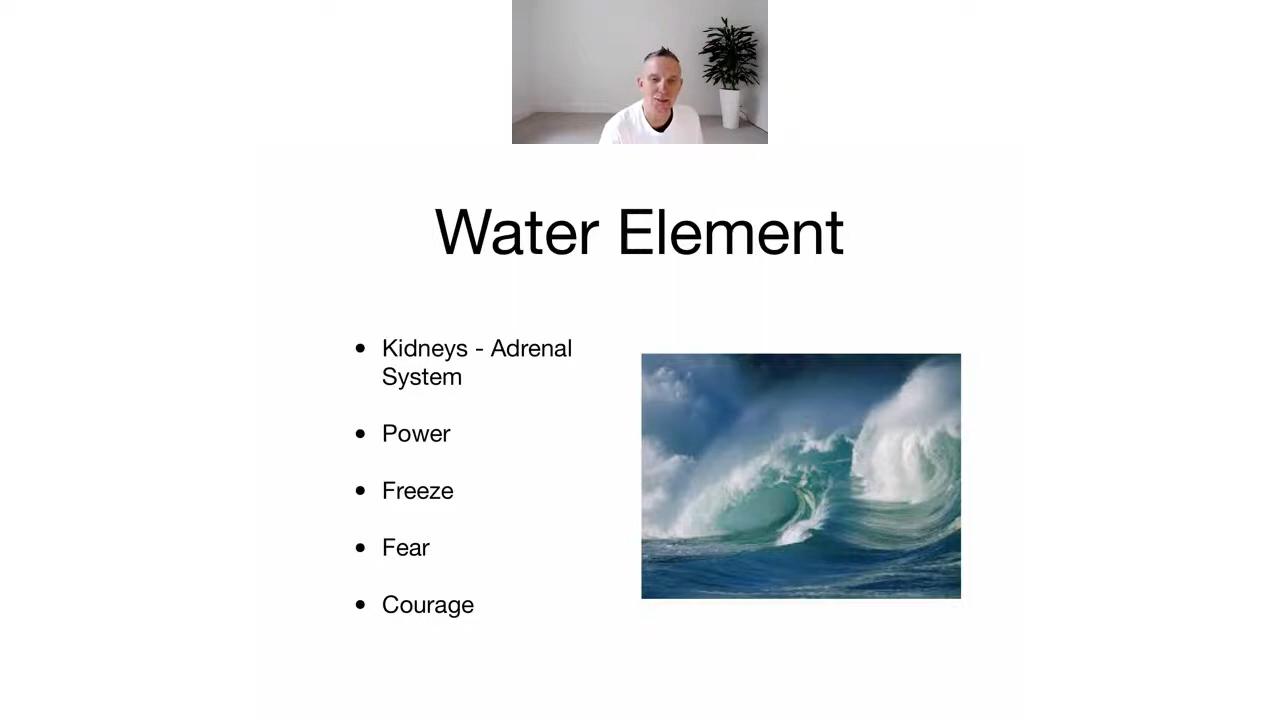 Water Element
• Kidneys - Adrenal
System
• Power
• Freeze
• Fear
• Courage